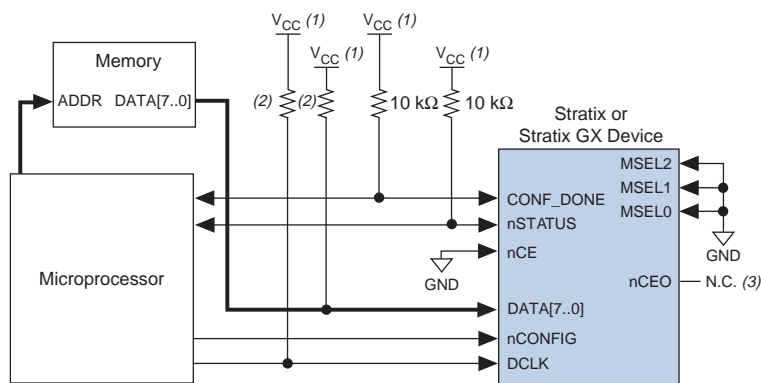 VCC (1)
VCC (1)
VCC (1)
VCC (1)
Memory
ADDR DATA[7..0]
(2)
(2)
10 kΩ
10 kΩ
Stratix or
Stratix GX Device
MSEL2
MSEL1
MSEL0
GND
CONF_DONE
nSTATUS
nCE
GND
Microprocessor
nCEO
N.C. (3)
DATA[7..0]
nCONFIG
DCLK